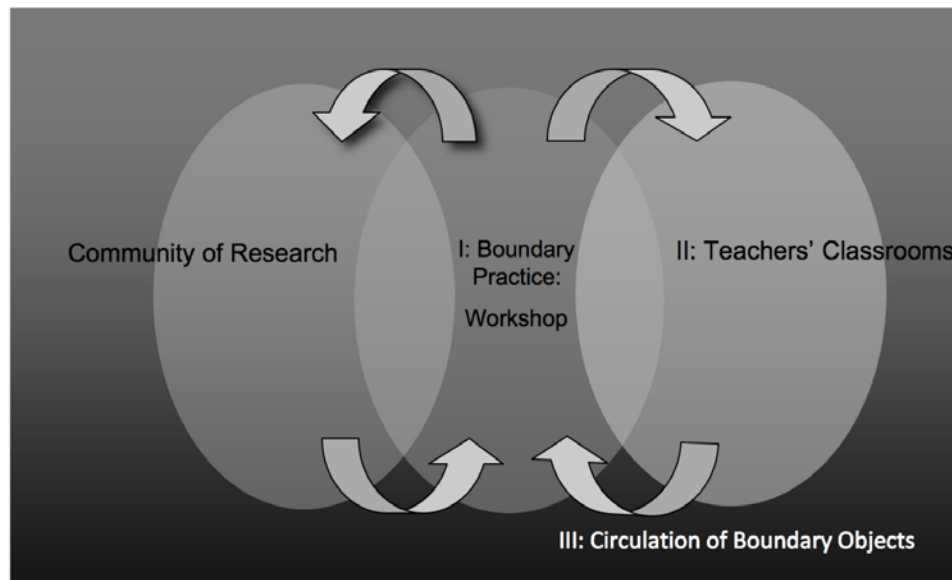 Community of Research
I: Boundary
Practice:
Workshop
II: Teachers’ Classrooms
III: Circulation of Boundary Objects